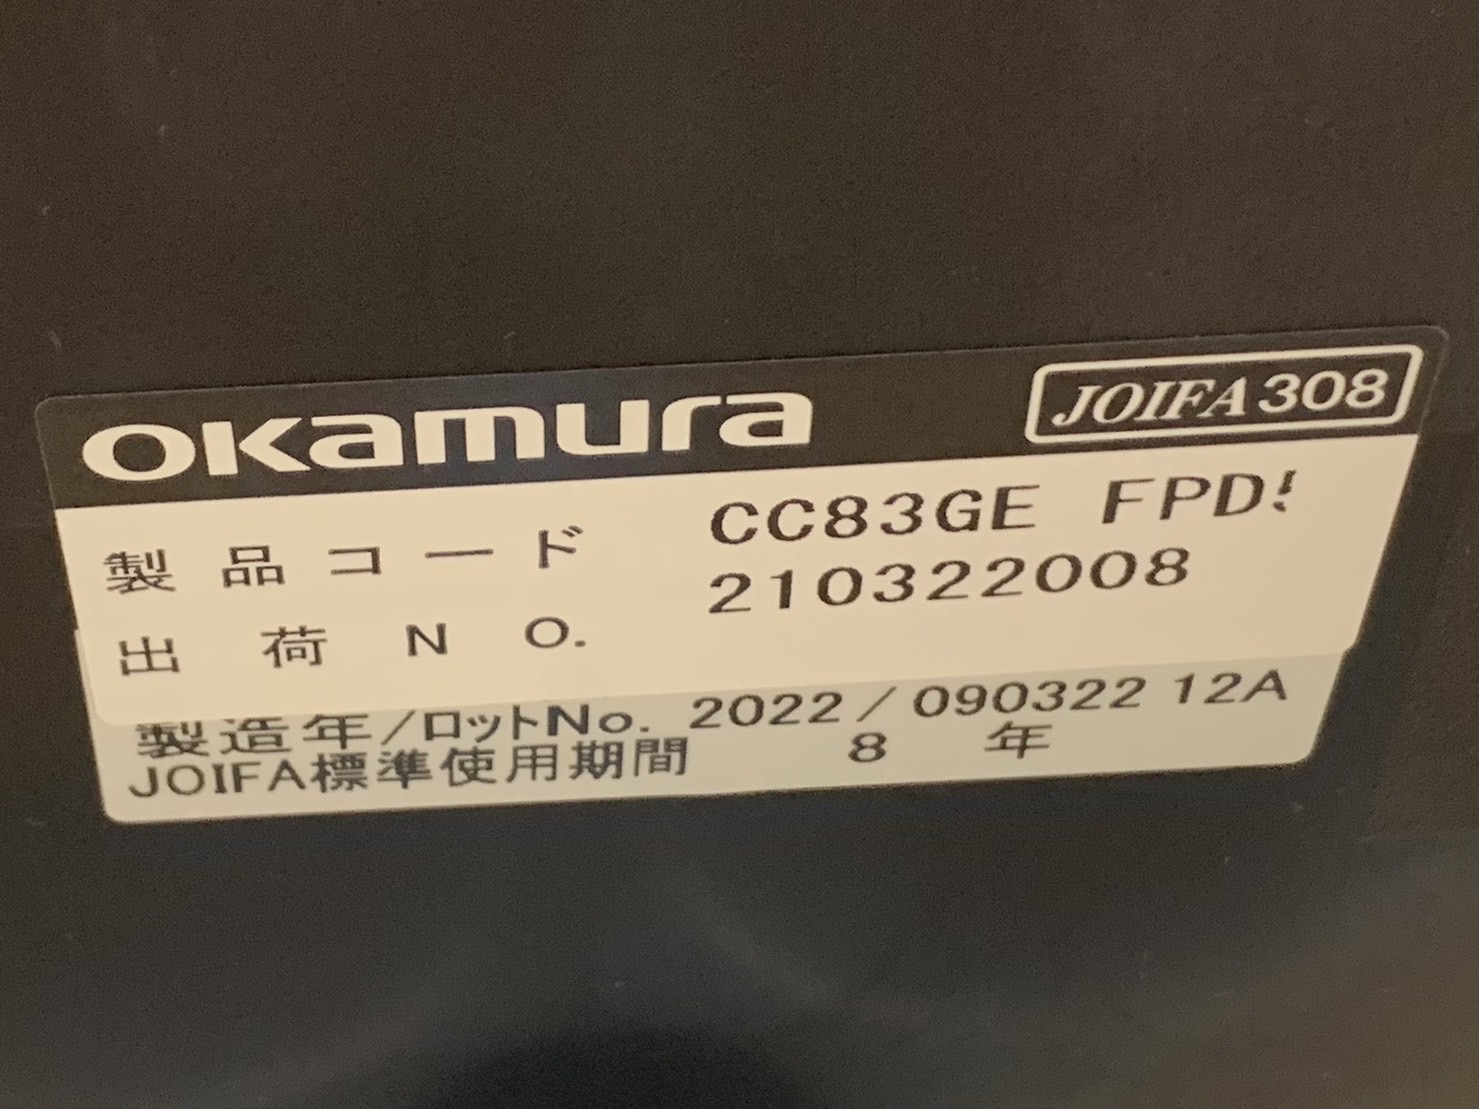 okamura
JOIFA308
製品コード CC83GE FPD
出荷NO. 210322008
製造年/ロットNo. 2022/090322 12A
JOIFA標準使用期間 8 年